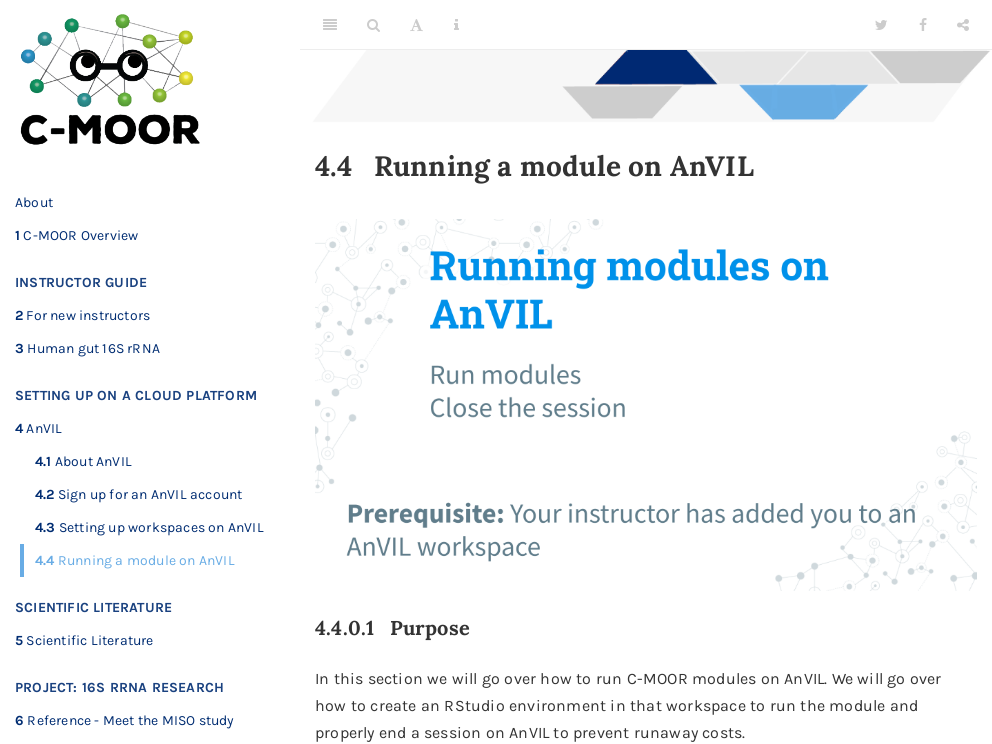 C-MOOR
About
1 C-MOOR Overview
INSTRUCTOR GUIDE
2 For new instructors
3 Human gut 16S rRNA
SETTING UP ON A CLOUD PLATFORM
4 AnVIL
4.1 About AnVIL
4.2 Sign up for an AnVIL account
4.3 Setting up workspaces on AnVIL
4.4 Running a module on AnVIL
SCIENTIFIC LITERATURE
5 Scientific Literature
PROJECT: 16S RRNA RESEARCH
6 Reference - Meet the MISO study
4.4 Running a module on AnVIL
Running modules on
AnVIL
Run modules
Close the session
Prerequisite: Your instructor has added you to an
AnVIL workspace
4.4.0.1 Purpose
In this section we will go over how to run C-MOOR modules on AnVIL. We will go over
how to create an RStudio environment in that workspace to run the module and
properly end a session on AnVIL to prevent runaway costs.